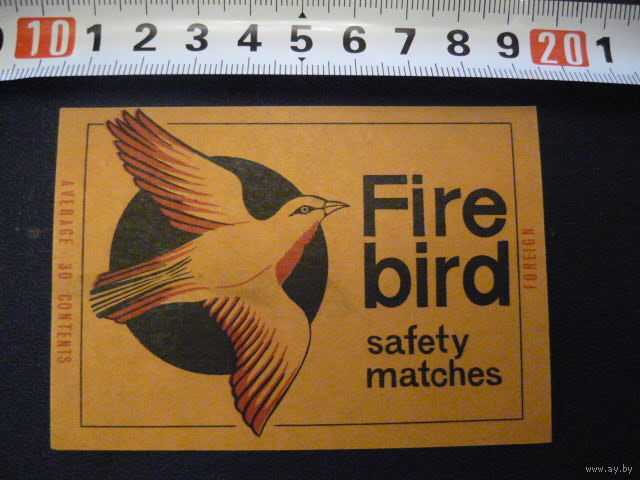 10 1 2 3 4 5 6 7 8 9 20 1
AVERAGE 30 CONTENTS
Fire
bird
safety
matches
FOREIGN
www.ay.by